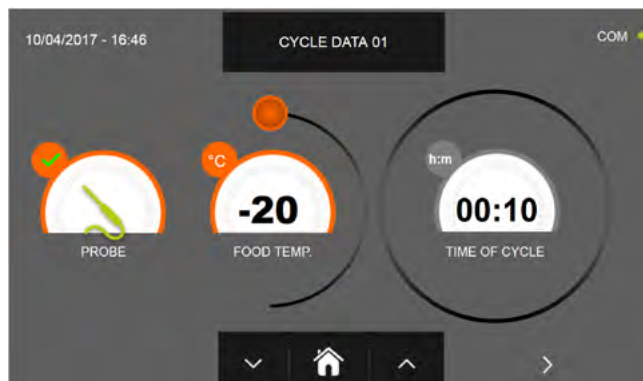 10/04/2017 - 16:46
CYCLE DATA 01
COM
°C
h:m
-20
00:10
PROBE
FOOD TEMP.
TIME OF CYCLE